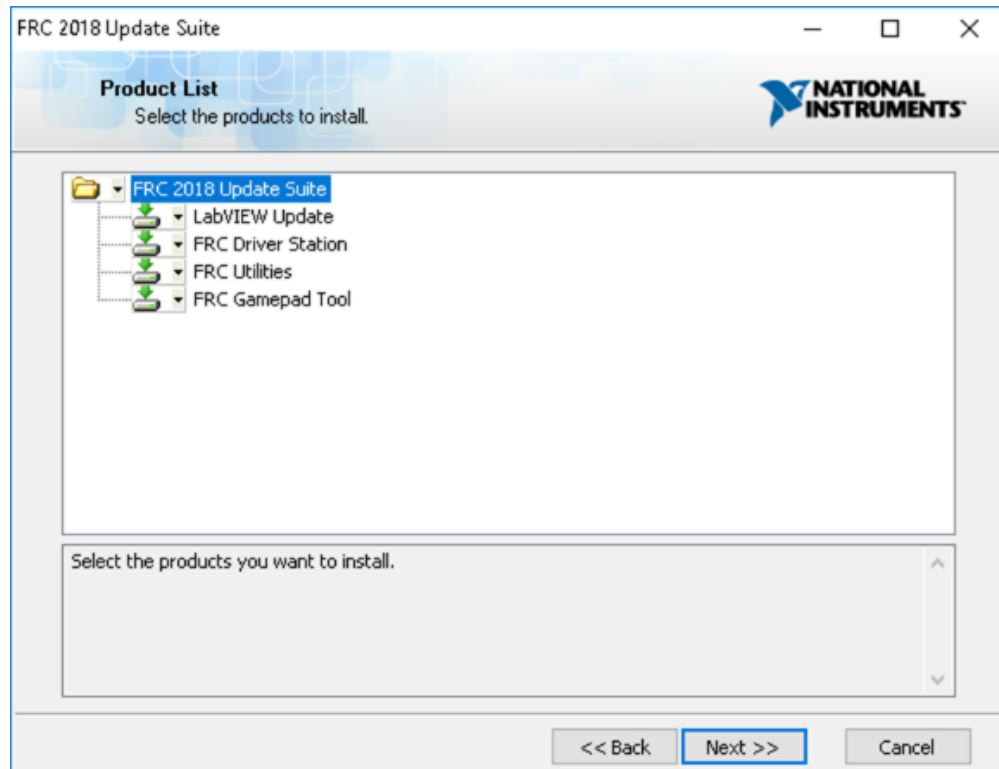 FRC 2018 Update Suite
Product List
Select the products to install.
NATIONAL
INSTRUMENTS™
FRC 2018 Update Suite
LabVIEW Update
FRC Driver Station
FRC Utilities
FRC Gamepad Tool
Select the products you want to install.
<< Back
Next >>
Cancel